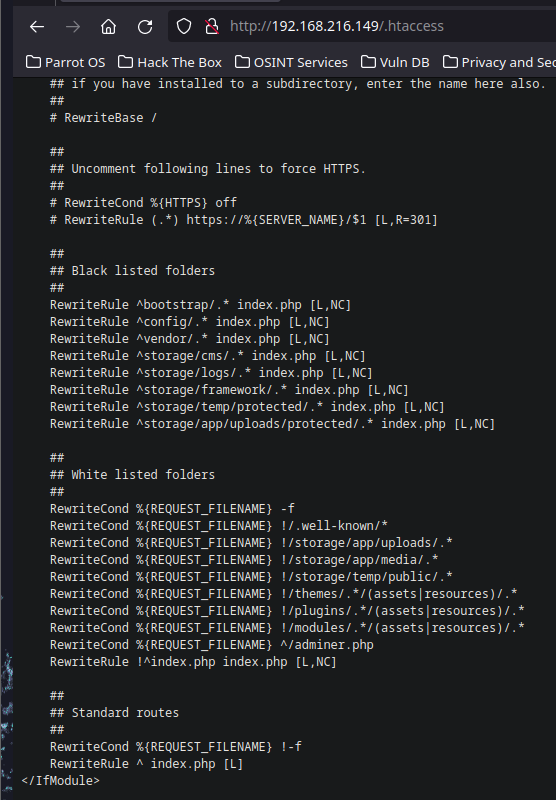 http://192.168.216.149/.htaccess
Parrot OS Hack The Box OSINT Services Vuln DB Privacy and Sec
## if you have installed to a subdirectory, enter the name here also.
##
# RewriteBase /
##
## Uncomment following lines to force HTTPS.
##
# RewriteCond %{HTTPS} off
# RewriteRule (.*) https://%{SERVER_NAME}/$1 [L,R=301]
##
## Black listed folders
##
RewriteRule ^bootstrap/.* index.php [L,NC]
RewriteRule ^config/.* index.php [L,NC]
RewriteRule ^vendor/.* index.php [L,NC]
RewriteRule ^storage/cms/.* index.php [L,NC]
RewriteRule ^storage/logs/.* index.php [L,NC]
RewriteRule ^storage/framework/.* index.php [L,NC]
RewriteRule ^storage/temp/protected/.* index.php [L,NC]
RewriteRule ^storage/app/uploads/protected/.* index.php [L,NC]
##
## White listed folders
##
RewriteCond %{REQUEST_FILENAME} -f
RewriteCond %{REQUEST_FILENAME} !/.well-known/*
RewriteCond %{REQUEST_FILENAME} !/storage/app/uploads/.*
RewriteCond %{REQUEST_FILENAME} !/storage/app/media/.*
RewriteCond %{REQUEST_FILENAME} !/storage/temp/public/.*
RewriteCond %{REQUEST_FILENAME} !/themes/.*/(assets|resources)/.*
RewriteCond %{REQUEST_FILENAME} !/plugins/.*/(assets|resources)/.*
RewriteCond %{REQUEST_FILENAME} !/modules/.*/(assets|resources)/.*
RewriteCond %{REQUEST_FILENAME} ^/adminer.php
RewriteRule !^index.php index.php [L,NC]
##
## Standard routes
##
RewriteCond %{REQUEST_FILENAME} !-f
RewriteRule ^ index.php [L]
</IfModule>